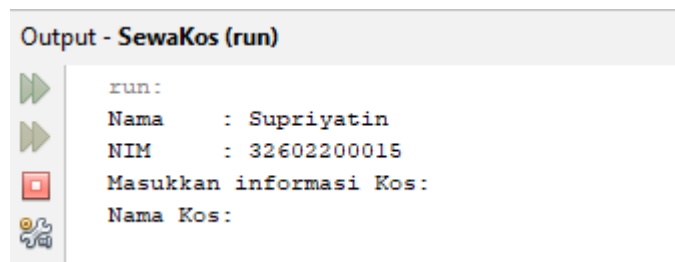 Output - SewaKos (run)
run:
Nama    : Supriyatin
NIM     : 32602200015
Masukkan informasi Kos:
Nama Kos: